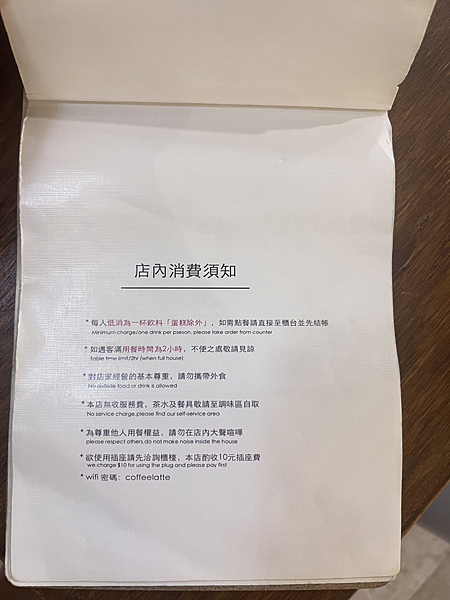 店內消費須知
*每人低消為一杯飲料「蛋糕除外」，如需點餐請直接至櫃台並先結帳
Minimum charge/one drink per pseson, please take order from counter
*如遇客滿用餐時間為2小時，不便之處敬請見諒
Table time limit/2hr (when full house)
*對店家經營的基本尊重，請勿攜帶外食
No outside food or drink is allowed
*本店無收服務費，茶水及餐具敬請至調味區自取
No service charge,please find our self-service area
*為尊重他人用餐權益，請勿在店內大聲喧嘩
please respect others,do not make noise inside the house
*欲使用插座請先洽詢櫃檯，本店酌收10元插座費
we charge $10 for using the plug and please pay first
*wifi 密碼：coffeelatte